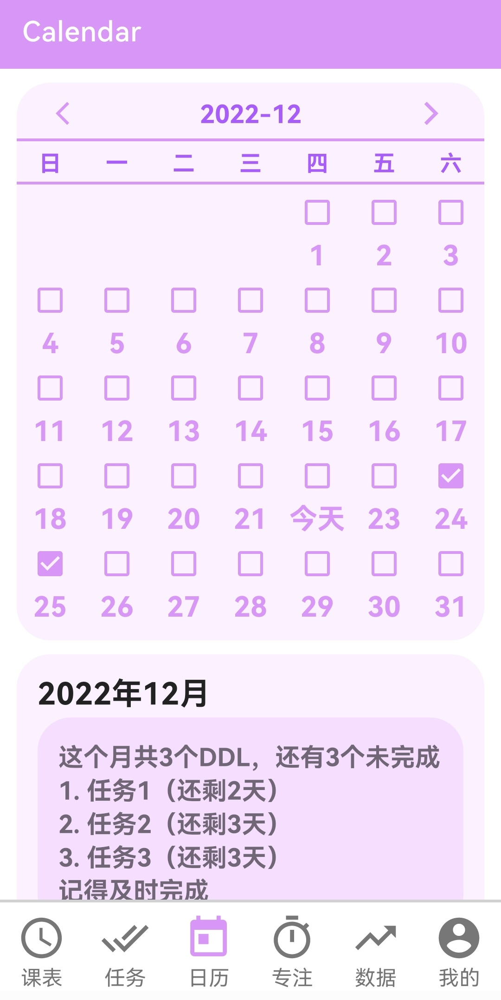 Calendar
2022-12
日 一 二 三 四 五 六
1 2 3
4 5 6 7 8 9 10
11 12 13 14 15 16 17
18 19 20 21 今天 23 24
25 26 27 28 29 30 31
2022年12月
这个月共3个DDL，还有3个未完成
1. 任务1（还剩2天）
2. 任务2（还剩3天）
3. 任务3（还剩3天）
记得及时完成
课表 任务 日历 专注 数据 我的